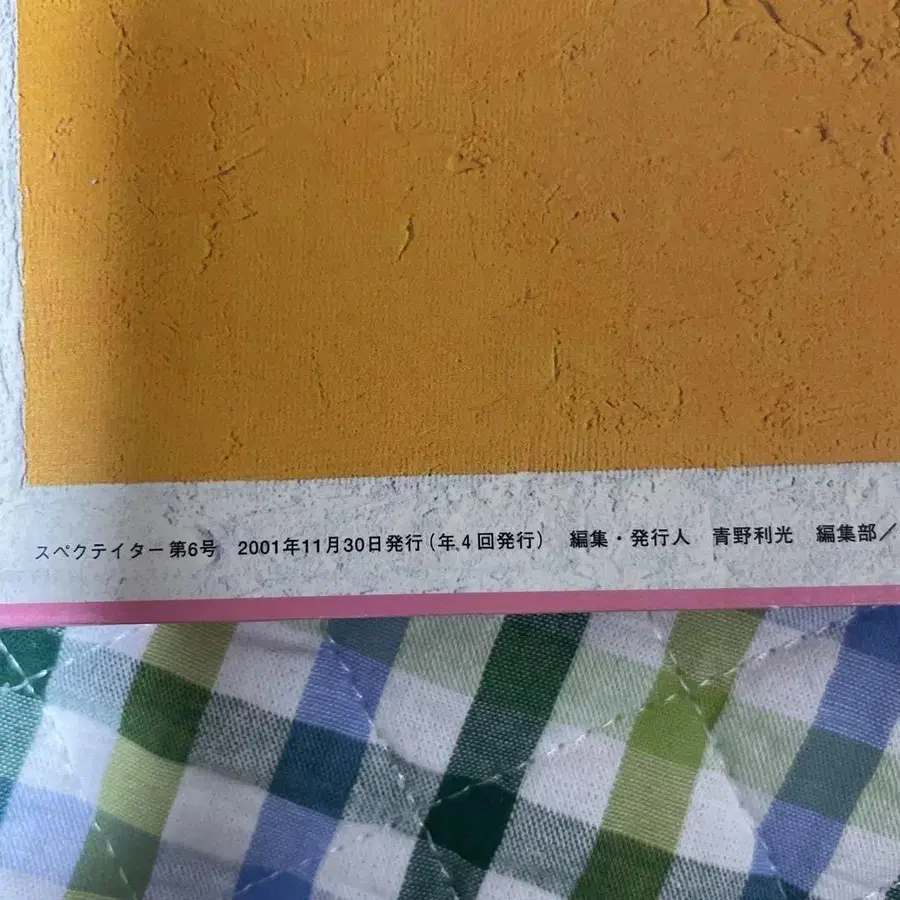 スペクテイター 第6号　2001年11月30日発行（年4回発行）　編集・発行人　青野利光　編集部／